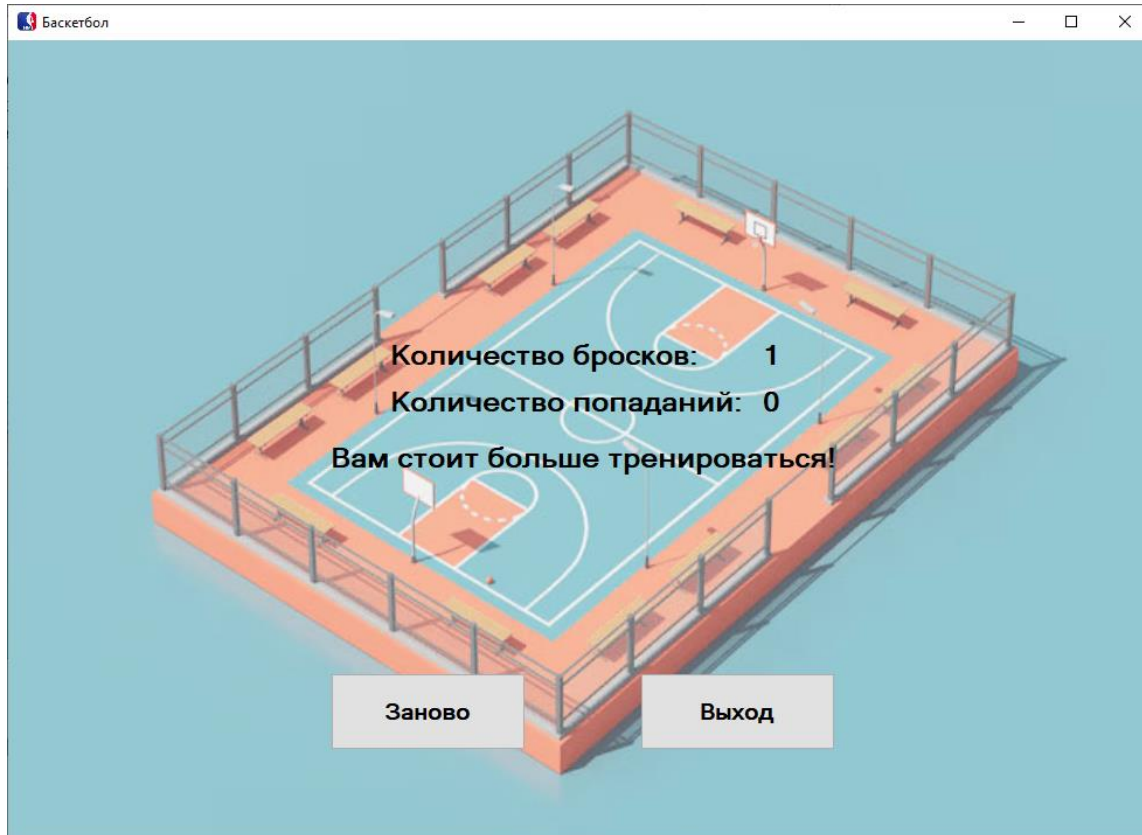 Баскетбол
Количество бросков: 1
Количество попаданий: 0
Вам стоит больше тренироваться!
Заново Выход